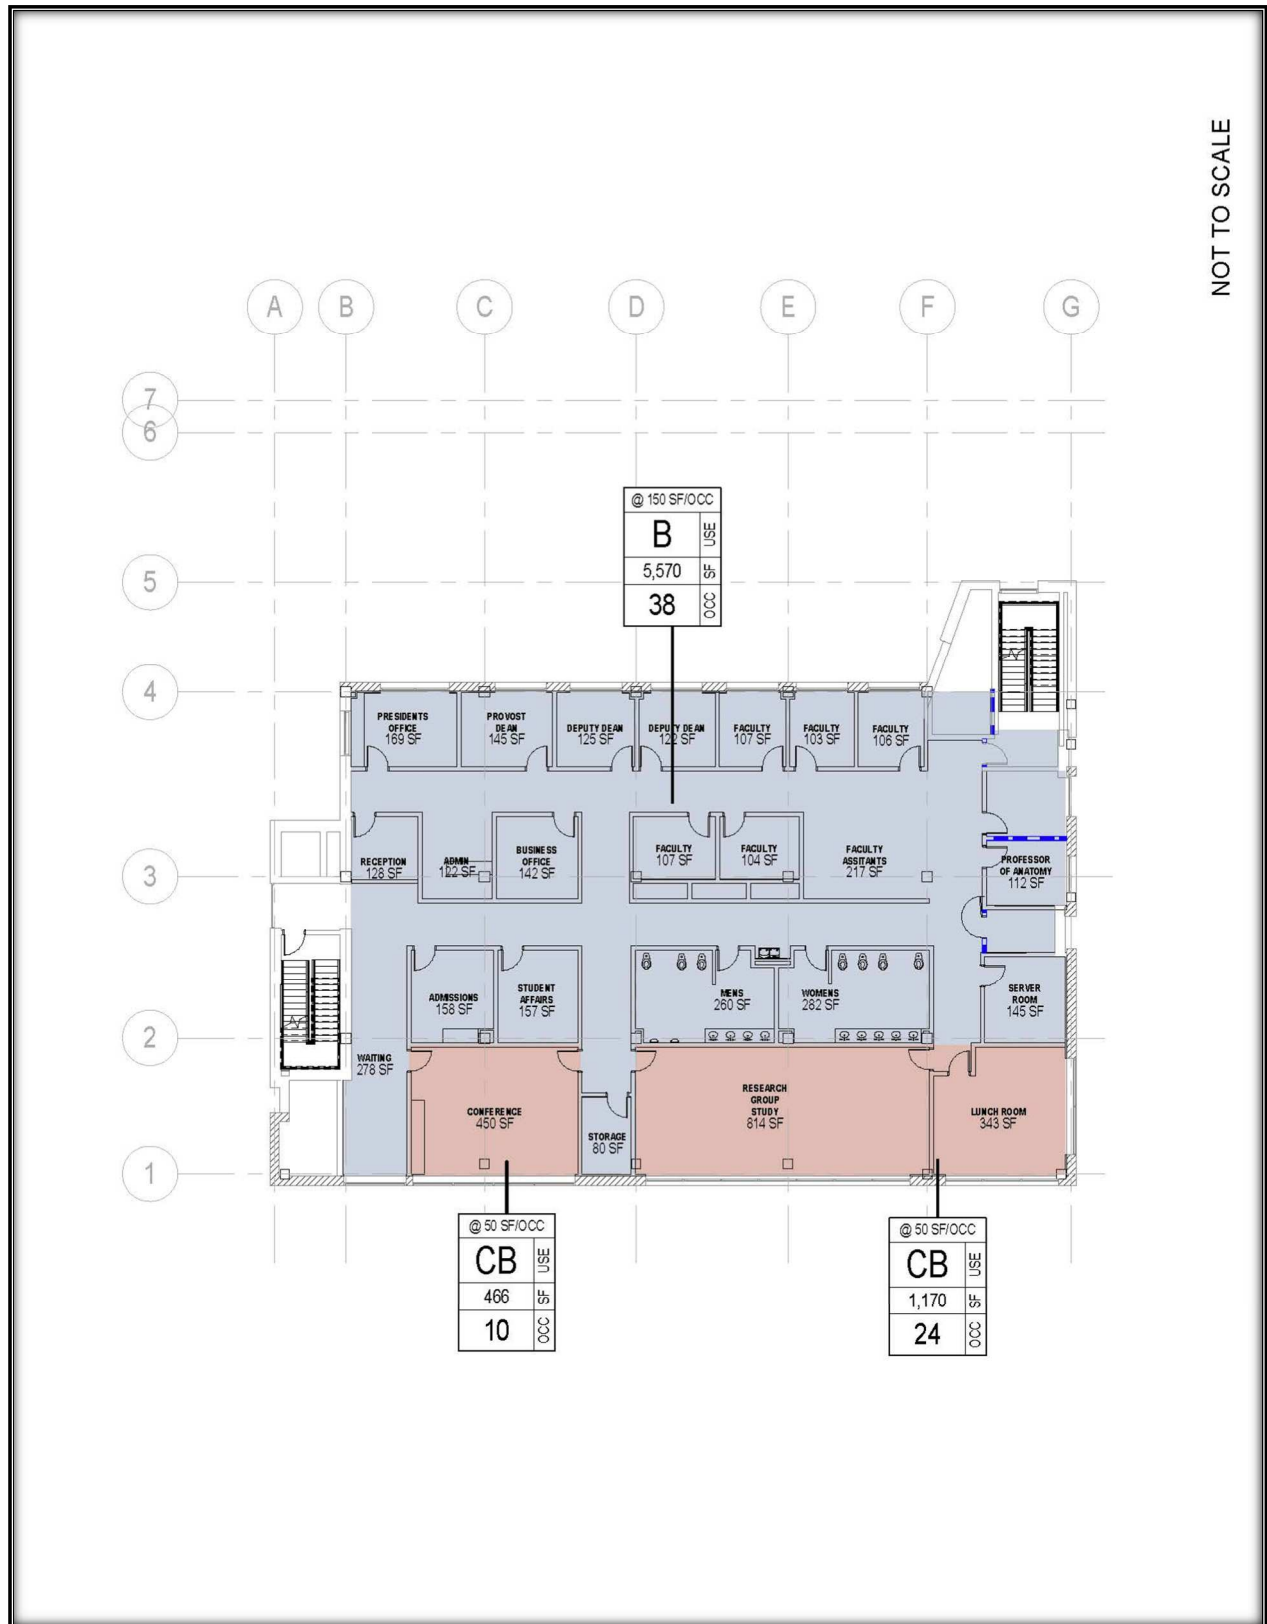 NOT TO SCALE
A
B
C
D
E
F
G
7
6
5
4
3
2
1
@ 150 SF/OCC
B USE
5,570 SF
38 OCC
PRESIDENTS
OFFICE
169 SF
PROVOST
DEAN
145 SF
DEPUTY DEAN
125 SF
DEPUTY DEAN
122 SF
FACULTY
107 SF
FACULTY
103 SF
FACULTY
106 SF
RECEPTION
128 SF
ADMIN
122 SF
BUSINESS
OFFICE
142 SF
FACULTY
107 SF
FACULTY
104 SF
FACULTY
ASSITANTS
217 SF
PROFESSOR
OF ANATOMY
112 SF
ADMISSIONS
158 SF
STUDENT
AFFAIRS
157 SF
MENS
260 SF
WOMENS
282 SF
SERVER
ROOM
145 SF
WAITING
278 SF
CONFERENCE
450 SF
STORAGE
80 SF
RESEARCH
GROUP
STUDY
814 SF
LUNCH ROOM
343 SF
@ 50 SF/OCC
CB USE
466 SF
10 OCC
@ 50 SF/OCC
CB USE
1,170 SF
24 OCC